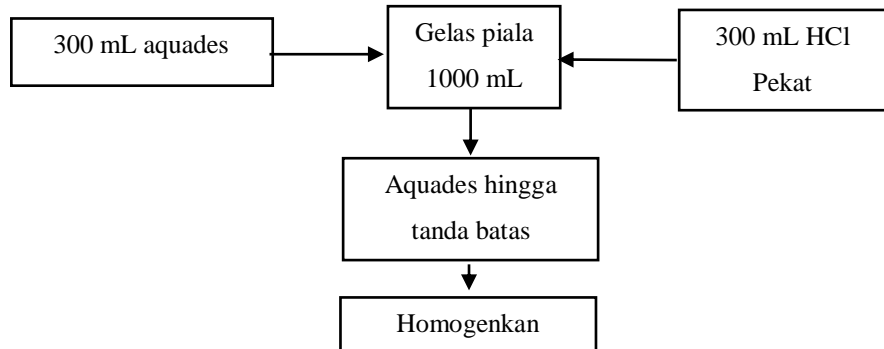 300 mL aquades
Gelas piala
1000 mL
300 mL HCl
Pekat
Aquades hingga
tanda batas
Homogenkan